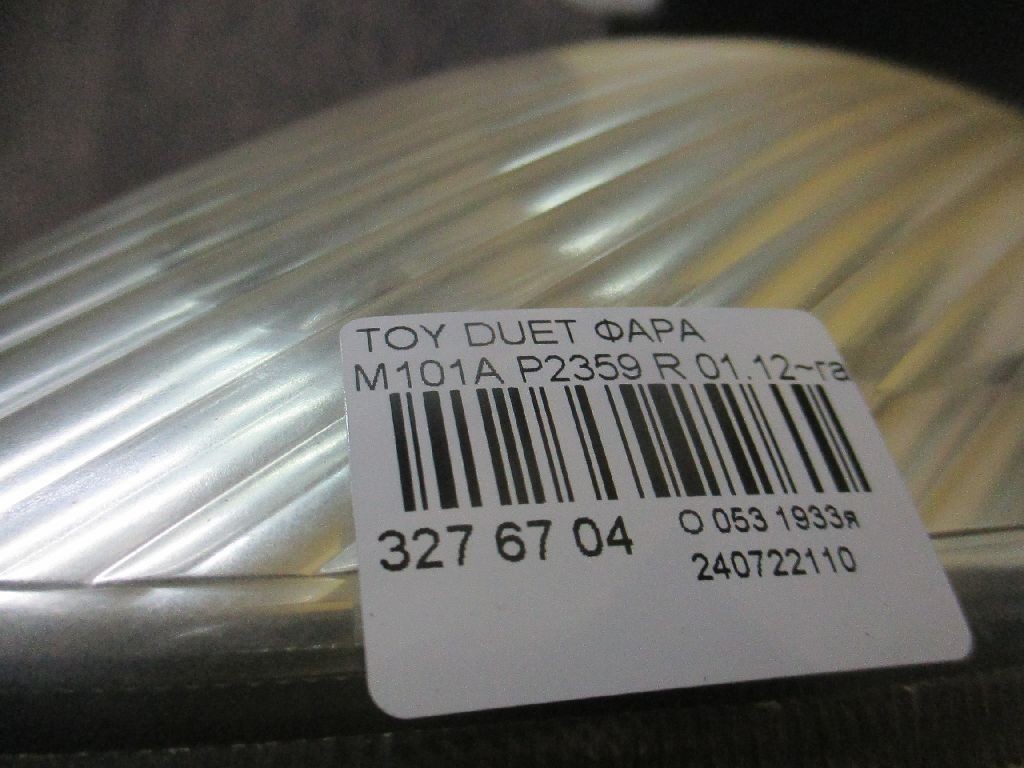 TOY DUET ФАРА
M101A P2359 R 01.12~га
327 67 04
O 053 1933я
240722110